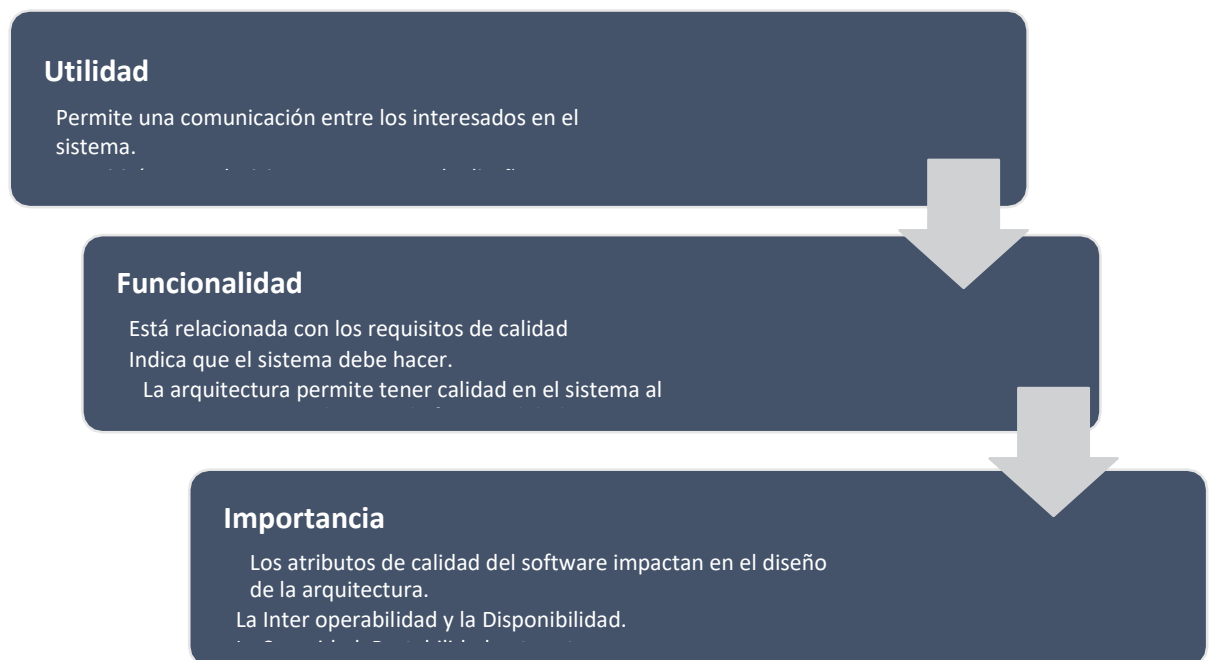 Utilidad
Permite una comunicación entre los interesados en el
sistema.
Funcionalidad
Está relacionada con los requisitos de calidad
Indica que el sistema debe hacer.
La arquitectura permite tener calidad en el sistema al
Importancia
Los atributos de calidad del software impactan en el diseño
de la arquitectura.
La Inter operabilidad y la Disponibilidad.